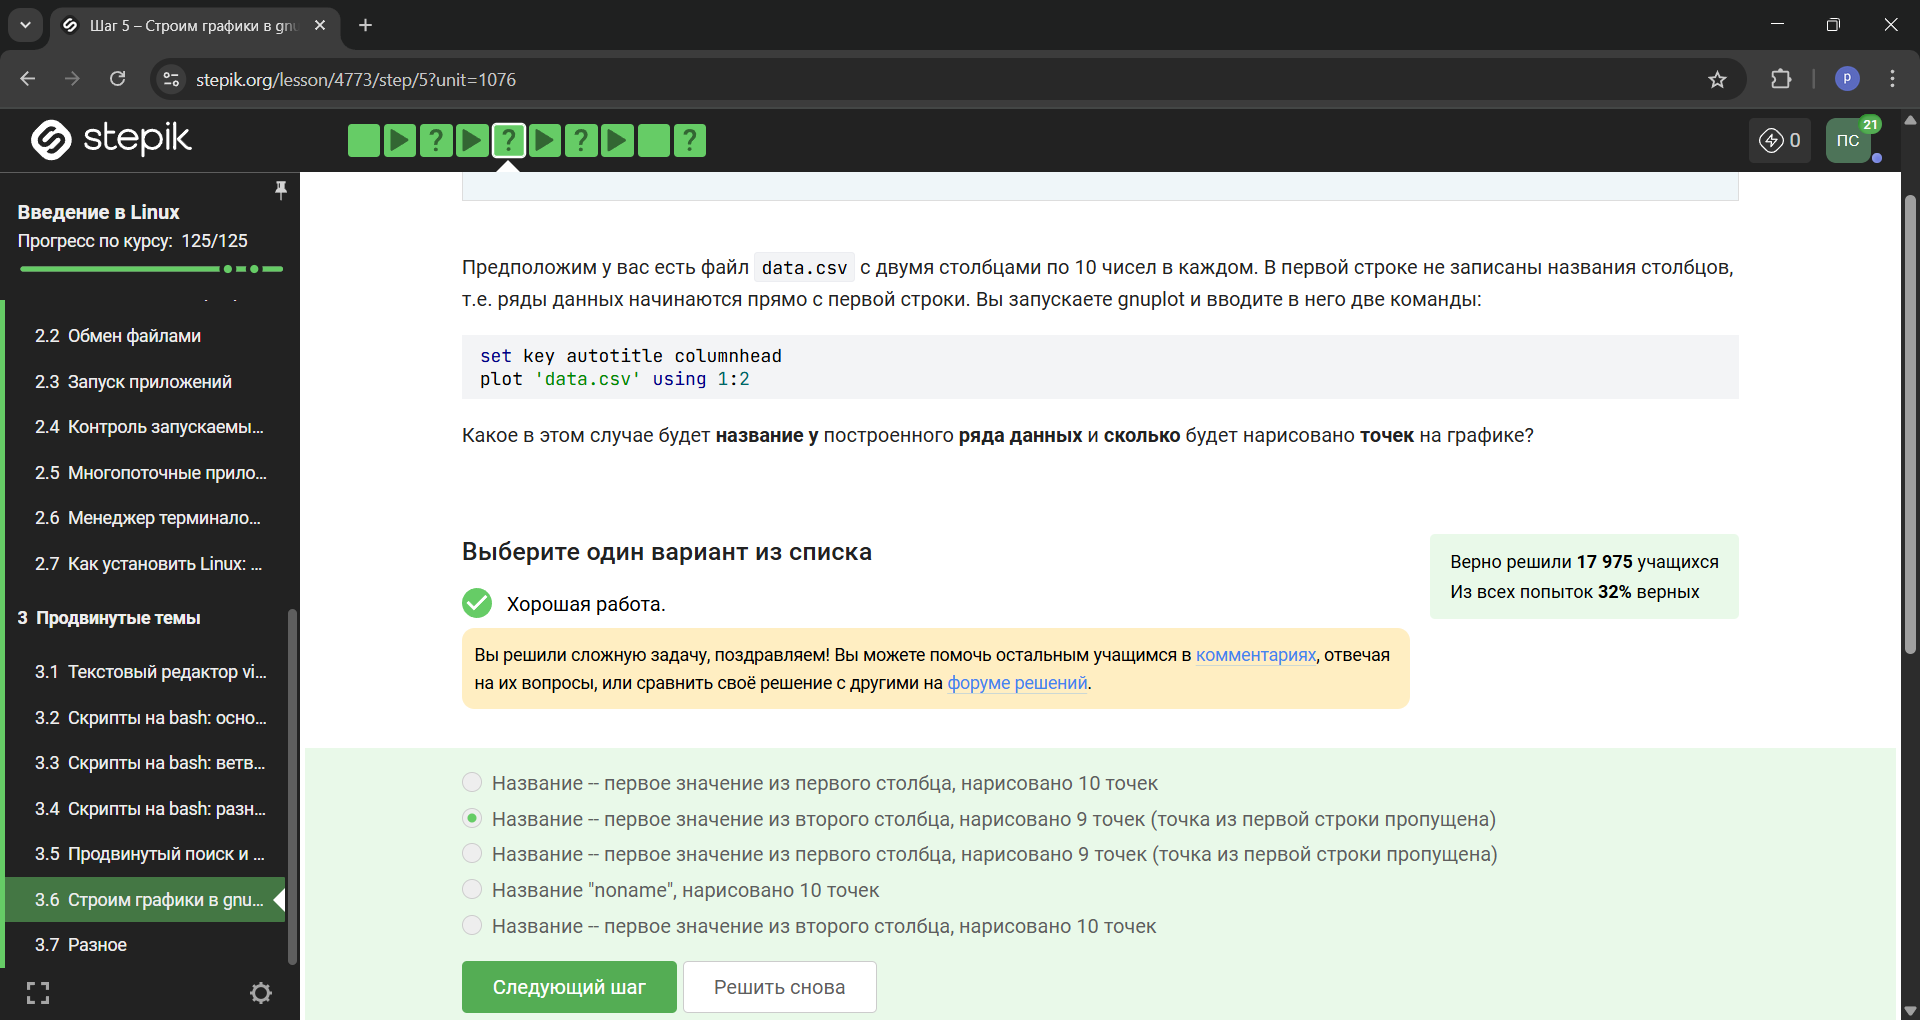 Шаг 5 – Строим графики в gnu
stepik.org/lesson/4773/step/5?unit=1076
P
stepik
?
?
?
?
0
ПС
21
Введение в Linux
Прогресс по курсу: 125/125
2.2 Обмен файлами
2.3 Запуск приложений
2.4 Контроль запускаемы...
2.5 Многопоточные прило...
2.6 Менеджер терминало...
2.7 Как установить Linux: ...
3 Продвинутые темы
3.1 Текстовый редактор vi...
3.2 Скрипты на bash: осно...
3.3 Скрипты на bash: ветв...
3.4 Скрипты на bash: разн...
3.5 Продвинутый поиск и ...
3.6 Строим графики в gnu...
3.7 Разное
Предположим у вас есть файл data.csv с двумя столбцами по 10 чисел в каждом. В первой строке не записаны названия столбцов,
т.е. ряды данных начинаются прямо с первой строки. Вы запускаете gnuplot и вводите в него две команды:
set key autotitle columnhead
plot 'data.csv' using 1:2
Какое в этом случае будет название у построенного ряда данных и сколько будет нарисовано точек на графике?
Выберите один вариант из списка
Хорошая работа.
Верно решили 17 975 учащихся
Из всех попыток 32% верных
Вы решили сложную задачу, поздравляем! Вы можете помочь остальным учащимся в комментариях, отвечая
на их вопросы, или сравнить своё решение с другими на форуме решений.
Название -- первое значение из первого столбца, нарисовано 10 точек
Название -- первое значение из второго столбца, нарисовано 9 точек (точка из первой строки пропущена)
Название -- первое значение из первого столбца, нарисовано 9 точек (точка из первой строки пропущена)
Название "noname", нарисовано 10 точек
Название -- первое значение из второго столбца, нарисовано 10 точек
Следующий шаг
Решить снова